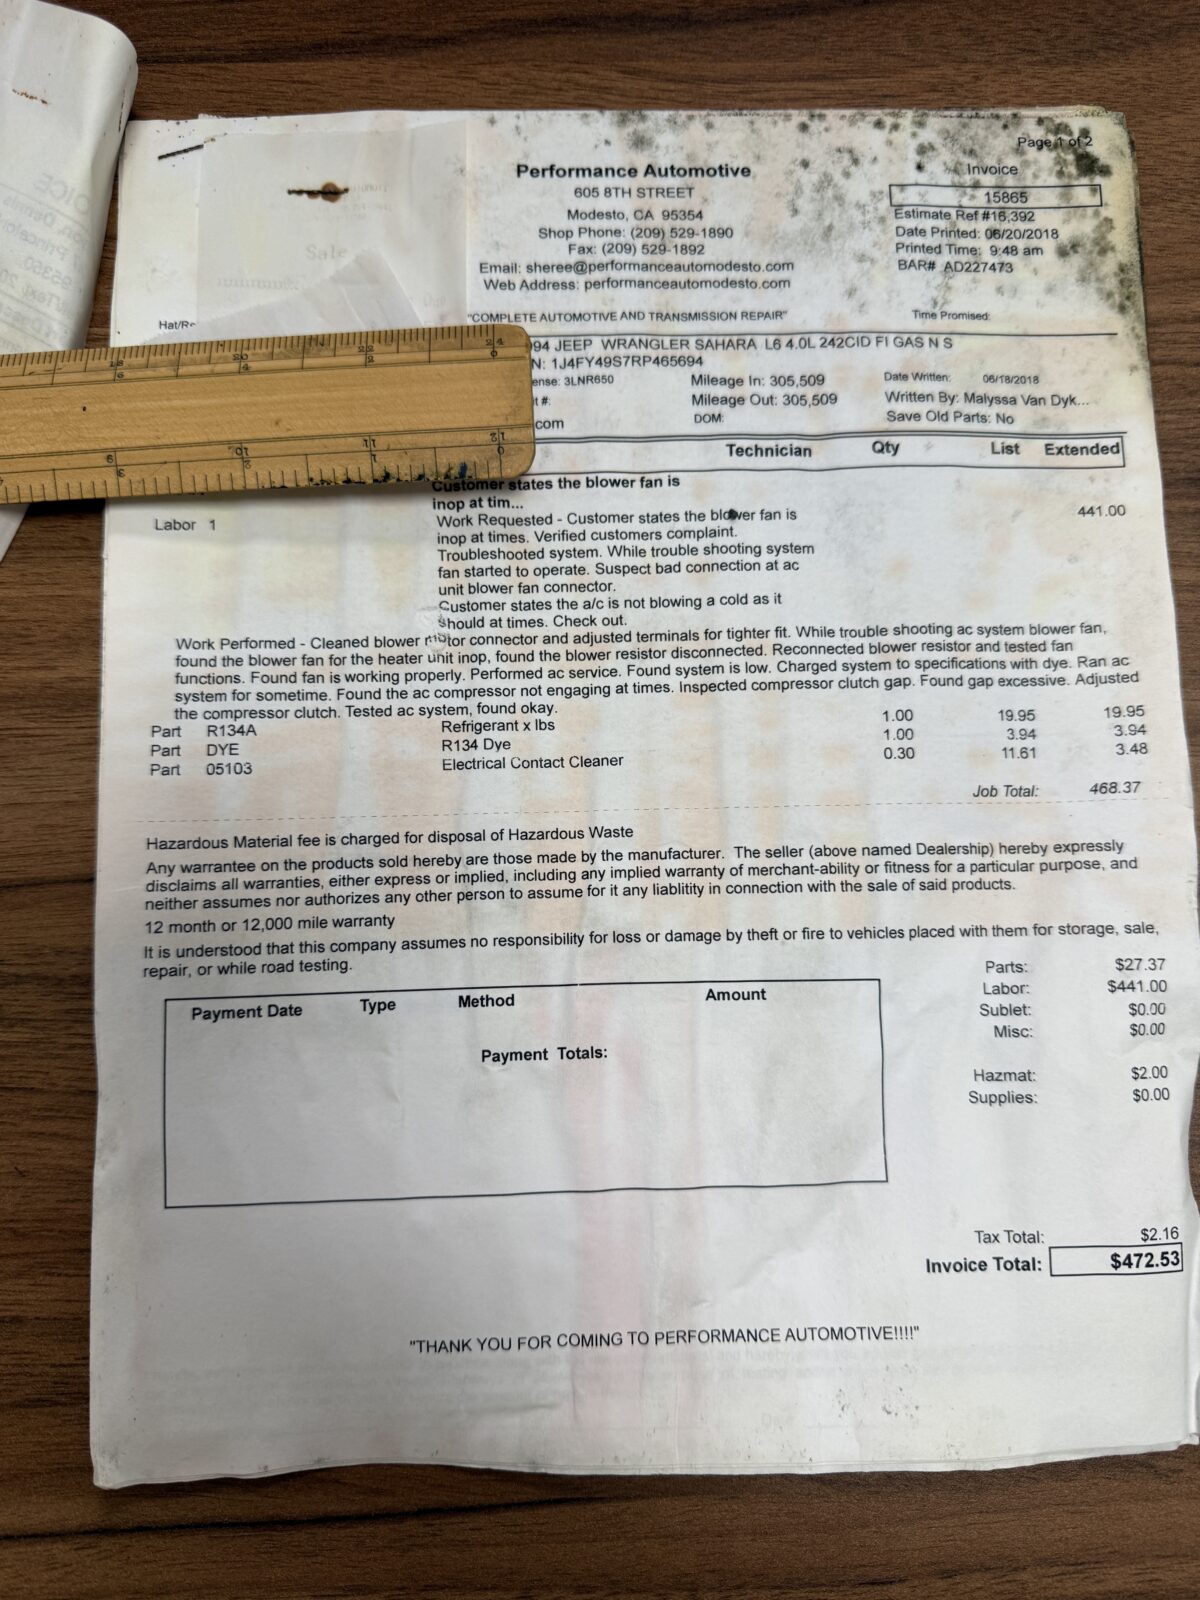 Page 1 of 2
Performance Automotive
605 8TH STREET
Modesto, CA 95354
Shop Phone: (209) 529-1890
Fax: (209) 529-1892
Email: sheree@performanceautomodesto.com
Web Address: performanceautomodesto.com
Invoice
15865
Estimate Ref #16,392
Date Printed: 06/20/2018
Printed Time: 9:48 am
BAR# AD227473
Sale
"COMPLETE AUTOMOTIVE AND TRANSMISSION REPAIR"
Time Promised:
Hat/Re
94 JEEP WRANGLER SAHARA L6 4.0L 242CID FI GAS N S
N: 1J4FY49S7RP465694
ense: 3LNR650 Mileage In: 305,509 Date Written: 06/18/2018
t #: Mileage Out: 305,509 Written By: Malyssa Van Dyk...
com DOM: Save Old Parts: No
Technician Qty List Extended
Customer states the blower fan is
inop at tim...
Labor 1 Work Requested - Customer states the blower fan is 441.00
inop at times. Verified customers complaint.
Troubleshooted system. While trouble shooting system
fan started to operate. Suspect bad connection at ac
unit blower fan connector.
Customer states the a/c is not blowing a cold as it
should at times. Check out.
Work Performed - Cleaned blower motor connector and adjusted terminals for tighter fit. While trouble shooting ac system blower fan,
found the blower fan for the heater unit inop, found the blower resistor disconnected. Reconnected blower resistor and tested fan
functions. Found fan is working properly. Performed ac service. Found system is low. Charged system to specifications with dye. Ran ac
system for sometime. Found the ac compressor not engaging at times. Inspected compressor clutch gap. Found gap excessive. Adjusted
the compressor clutch. Tested ac system, found okay.
Part R134A Refrigerant x lbs 1.00 19.95 19.95
Part DYE R134 Dye 1.00 3.94 3.94
Part 05103 Electrical Contact Cleaner 0.30 11.61 3.48
Job Total: 468.37
Hazardous Material fee is charged for disposal of Hazardous Waste
Any warrantee on the products sold hereby are those made by the manufacturer. The seller (above named Dealership) hereby expressly
disclaims all warranties, either express or implied, including any implied warranty of merchant-ability or fitness for a particular purpose, and
neither assumes nor authorizes any other person to assume for it any liablitity in connection with the sale of said products.
12 month or 12,000 mile warranty
It is understood that this company assumes no responsibility for loss or damage by theft or fire to vehicles placed with them for storage, sale,
repair, or while road testing.
Payment Date Type Method Amount
Payment Totals:
Parts: $27.37
Labor: $441.00
Sublet: $0.00
Misc: $0.00
Hazmat: $2.00
Supplies: $0.00
Tax Total: $2.16
Invoice Total: $472.53
"THANK YOU FOR COMING TO PERFORMANCE AUTOMOTIVE!!!!"